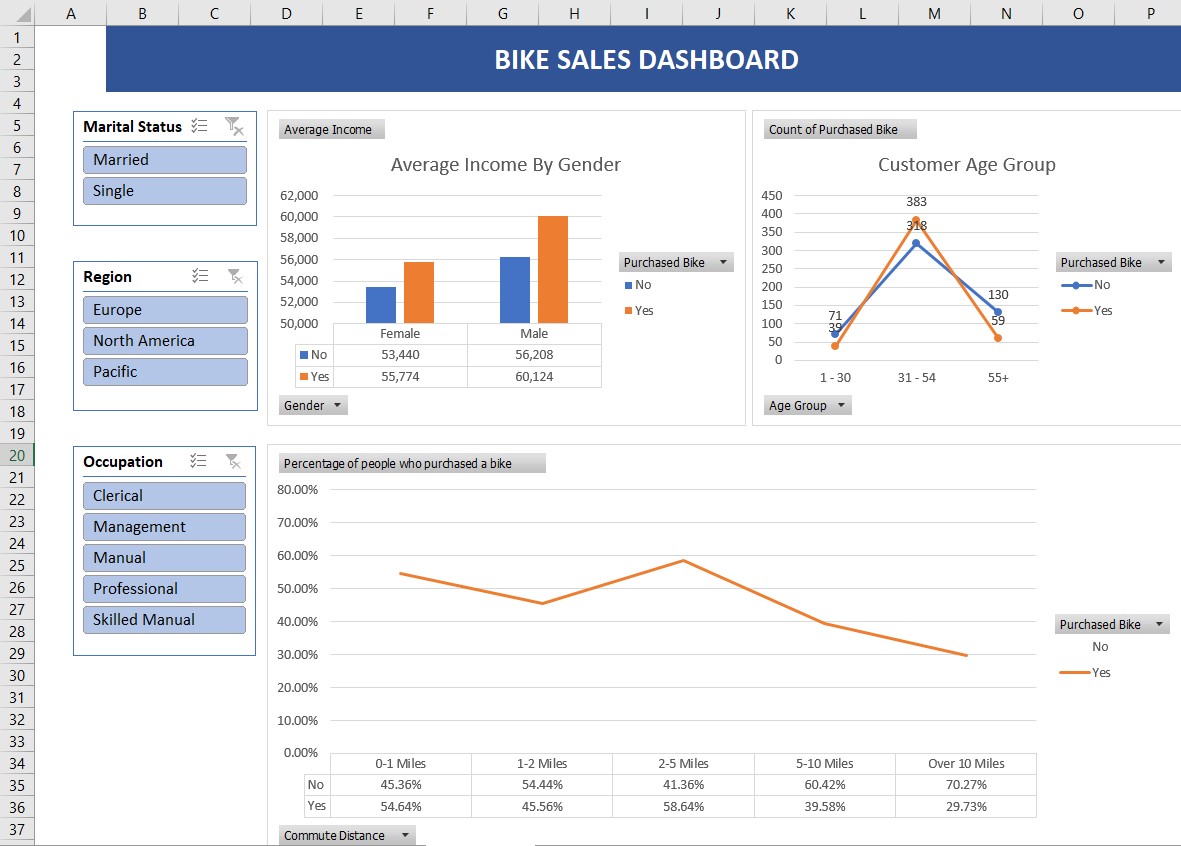 A B C D E F G H I J K L M N O P
1
2
3
4
5
6
7
8
9
10
11
12
13
14
15
16
17
18
19
20
21
22
23
24
25
26
27
28
29
30
31
32
33
34
35
36
37
BIKE SALES DASHBOARD
Marital Status
Married
Single
Region
Europe
North America
Pacific
Occupation
Clerical
Management
Manual
Professional
Skilled Manual
Average Income
Average Income By Gender
62,000
60,000
58,000
56,000
54,000
52,000
50,000
Female Male
No 53,440 56,208
Yes 55,774 60,124
Purchased Bike
No
Yes
Gender
Count of Purchased Bike
Customer Age Group
450
400
350
300
250
200
150
100
50
0
383
318
71
39
130
59
1 - 30 31 - 54 55+
Purchased Bike
No
Yes
Age Group
Percentage of people who purchased a bike
80.00%
70.00%
60.00%
50.00%
40.00%
30.00%
20.00%
10.00%
0.00%
0-1 Miles 1-2 Miles 2-5 Miles 5-10 Miles Over 10 Miles
No 45.36% 54.44% 41.36% 60.42% 70.27%
Yes 54.64% 45.56% 58.64% 39.58% 29.73%
Purchased Bike
No
Yes
Commute Distance